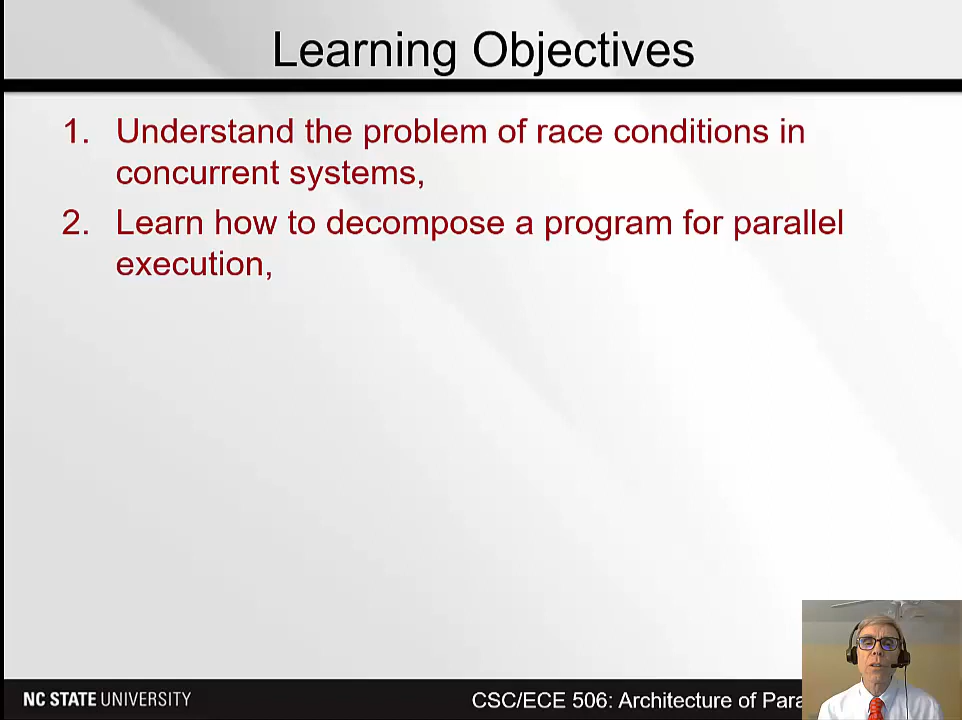 Learning Objectives
1. Understand the problem of race conditions in
concurrent systems,
2. Learn how to decompose a program for parallel
execution,
NC STATE UNIVERSITY
CSC/ECE 506: Architecture of